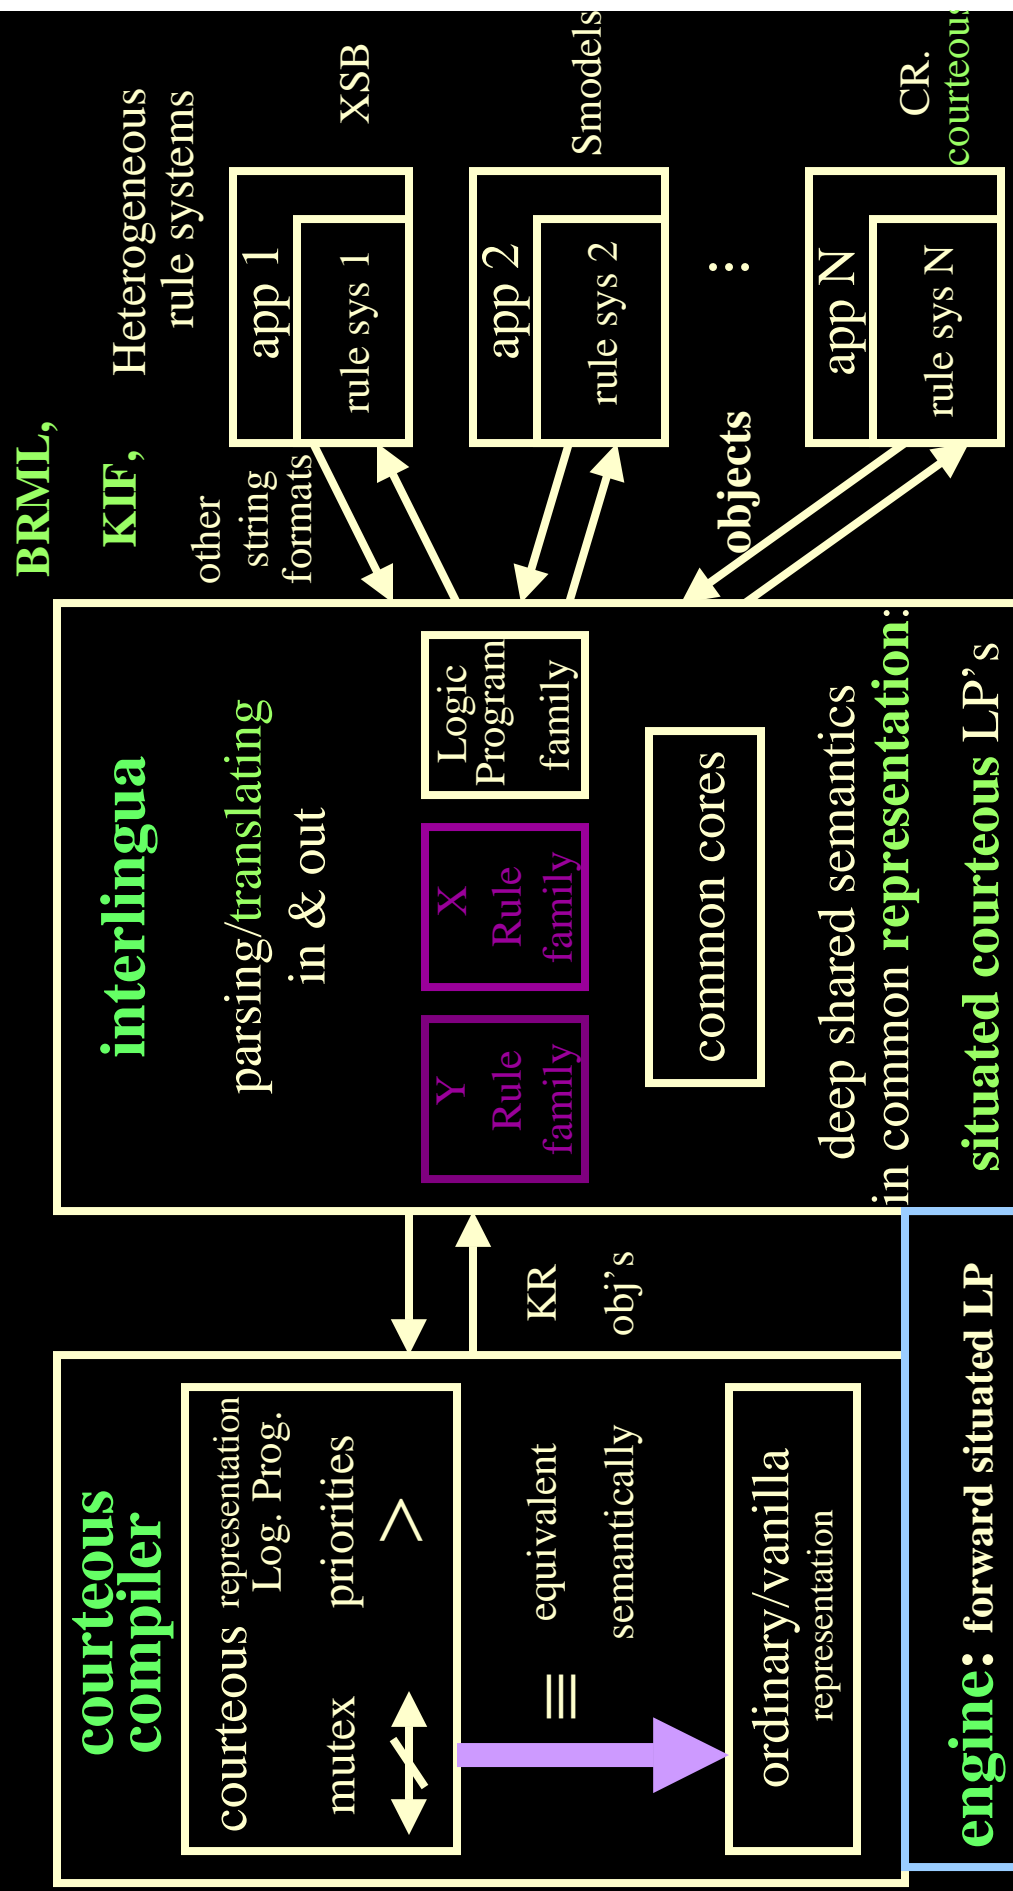 courteous
compiler
courteous representation
Log. Prog.
mutex priorities
>
≡ equivalent
semantically
ordinary/vanilla
representation
engine: forward situated LP
KR
obj's
interlingua
parsing/translating
in & out
Y
Rule
family
X
Rule
family
Logic
Program
family
common cores
deep shared semantics
in common representation:
situated courteous LP's
BRML,
KIF,
other
string
formats
objects
Heterogeneous
rule systems
app 1
rule sys 1
XSB
app 2
rule sys 2
Smodels
...
app N
rule sys N
CR.
courteous